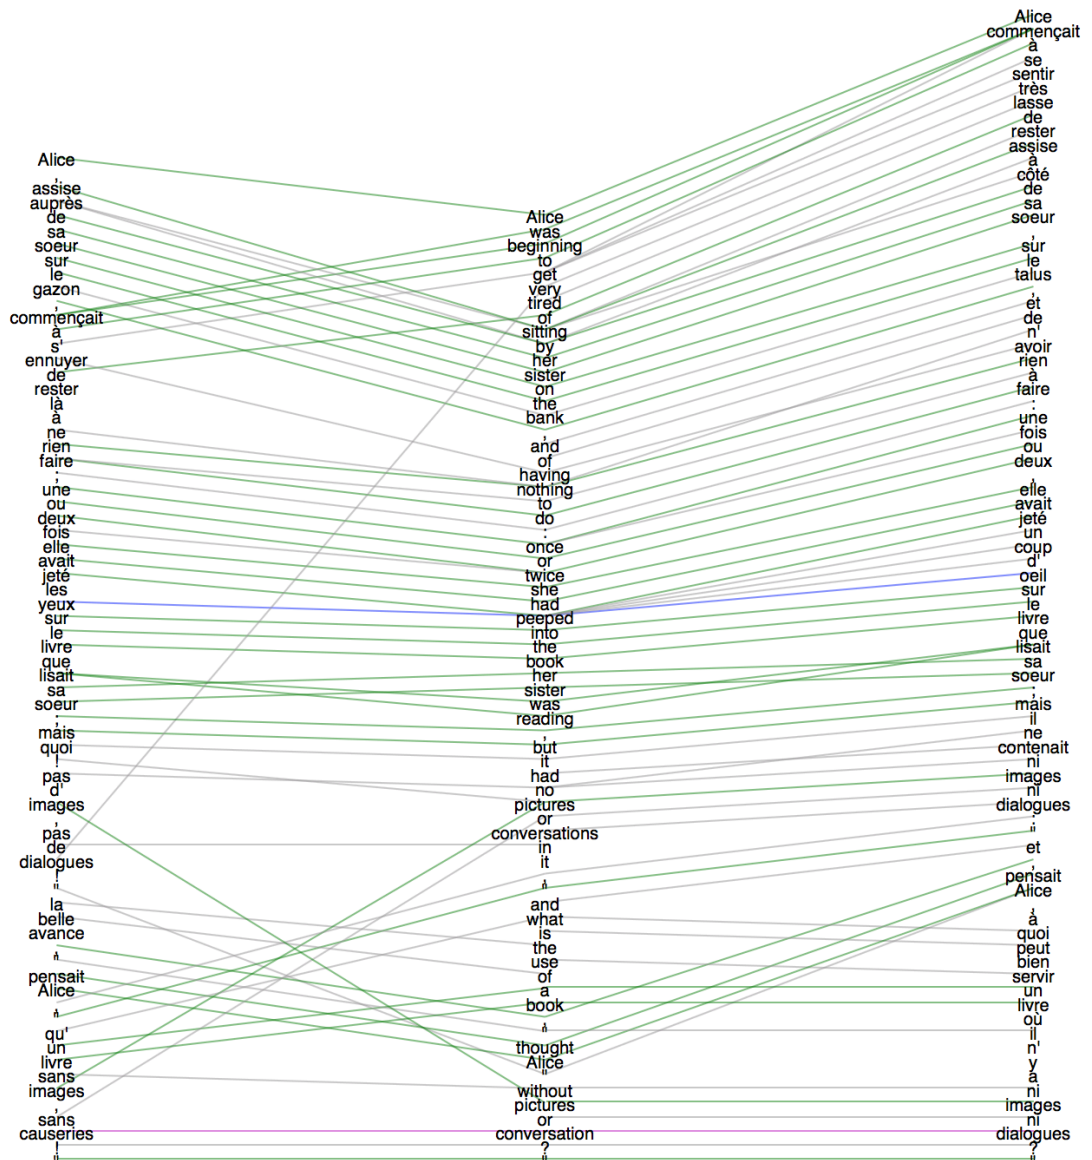 Alice
,
assise
auprès
de
sa
soeur
sur
le
gazon
,
commençait
à
s'
ennuyer
de
rester
là
à
ne
rien
faire
;
une
ou
deux
fois
elle
avait
jeté
les
yeux
sur
le
livre
que
lisait
sa
soeur
;
mais
quoi
!
pas
d'
images
,
pas
de
dialogues
!
"
la
belle
avance
,
"
pensait
Alice
,
"
qu'
un
livre
sans
images
,
sans
causeries
!
"
Alice
was
beginning
to
get
very
tired
of
sitting
by
her
sister
on
the
bank
,
and
of
having
nothing
to
do
:
once
or
twice
she
had
peeped
into
the
book
her
sister
was
reading
,
but
it
had
no
pictures
or
conversations
in
it
,
"
and
what
is
the
use
of
a
book
,
"
thought
Alice
"
without
pictures
or
conversation
?
"
Alice
commençait
à
se
sentir
très
lasse
de
rester
assise
à
côté
de
sa
soeur
,
sur
le
talus
,
et
de
n'
avoir
rien
à
faire
:
une
fois
ou
deux
,
elle
avait
jeté
un
coup
d'
oeil
sur
le
livre
que
lisait
sa
soeur
;
mais
il
ne
contenait
ni
images
ni
dialogues
:
"
et
,
pensait
Alice
,
à
quoi
peut
bien
servir
un
livre
où
il
n'
y
a
ni
images
ni
dialogues
?
"